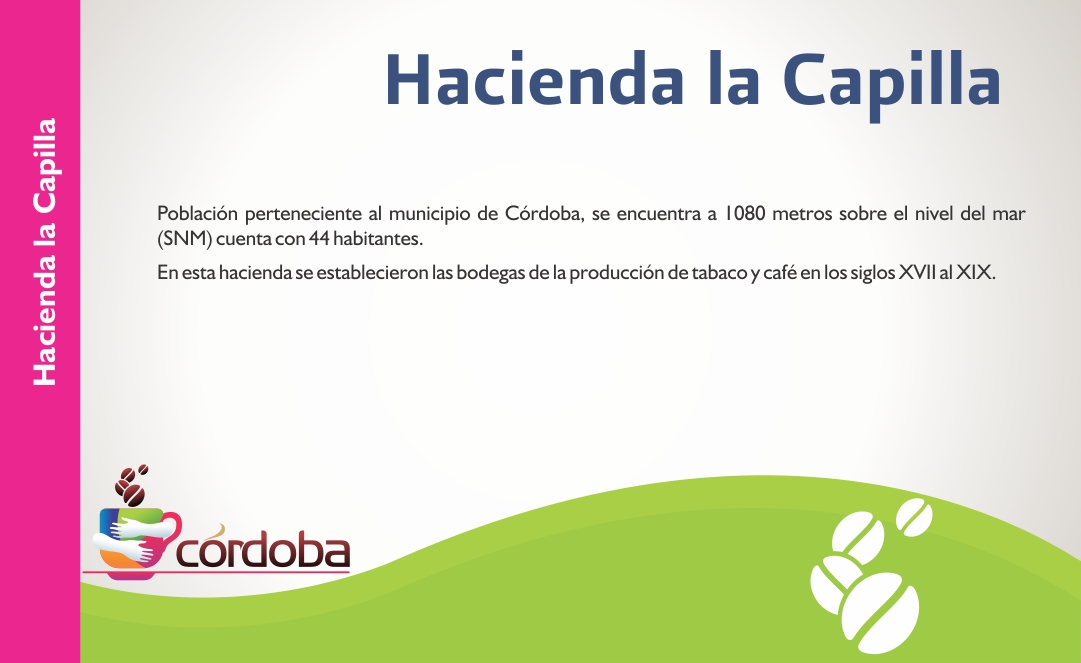 Hacienda la Capilla
Hacienda la Capilla
Población perteneciente al municipio de Córdoba, se encuentra a 1080 metros sobre el nivel del mar
(SNM) cuenta con 44 habitantes.
En esta hacienda se establecieron las bodegas de la producción de tabaco y café en los siglos XVII al XIX.
córdoba